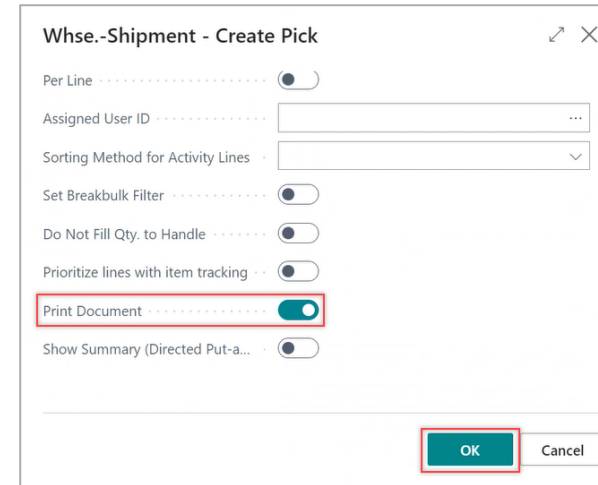 Whse.-Shipment - Create Pick
Per Line
Assigned User ID
Sorting Method for Activity Lines
Set Breakbulk Filter
Do Not Fill Qty. to Handle
Prioritize lines with item tracking
Print Document
Show Summary (Directed Put-a...
OK Cancel